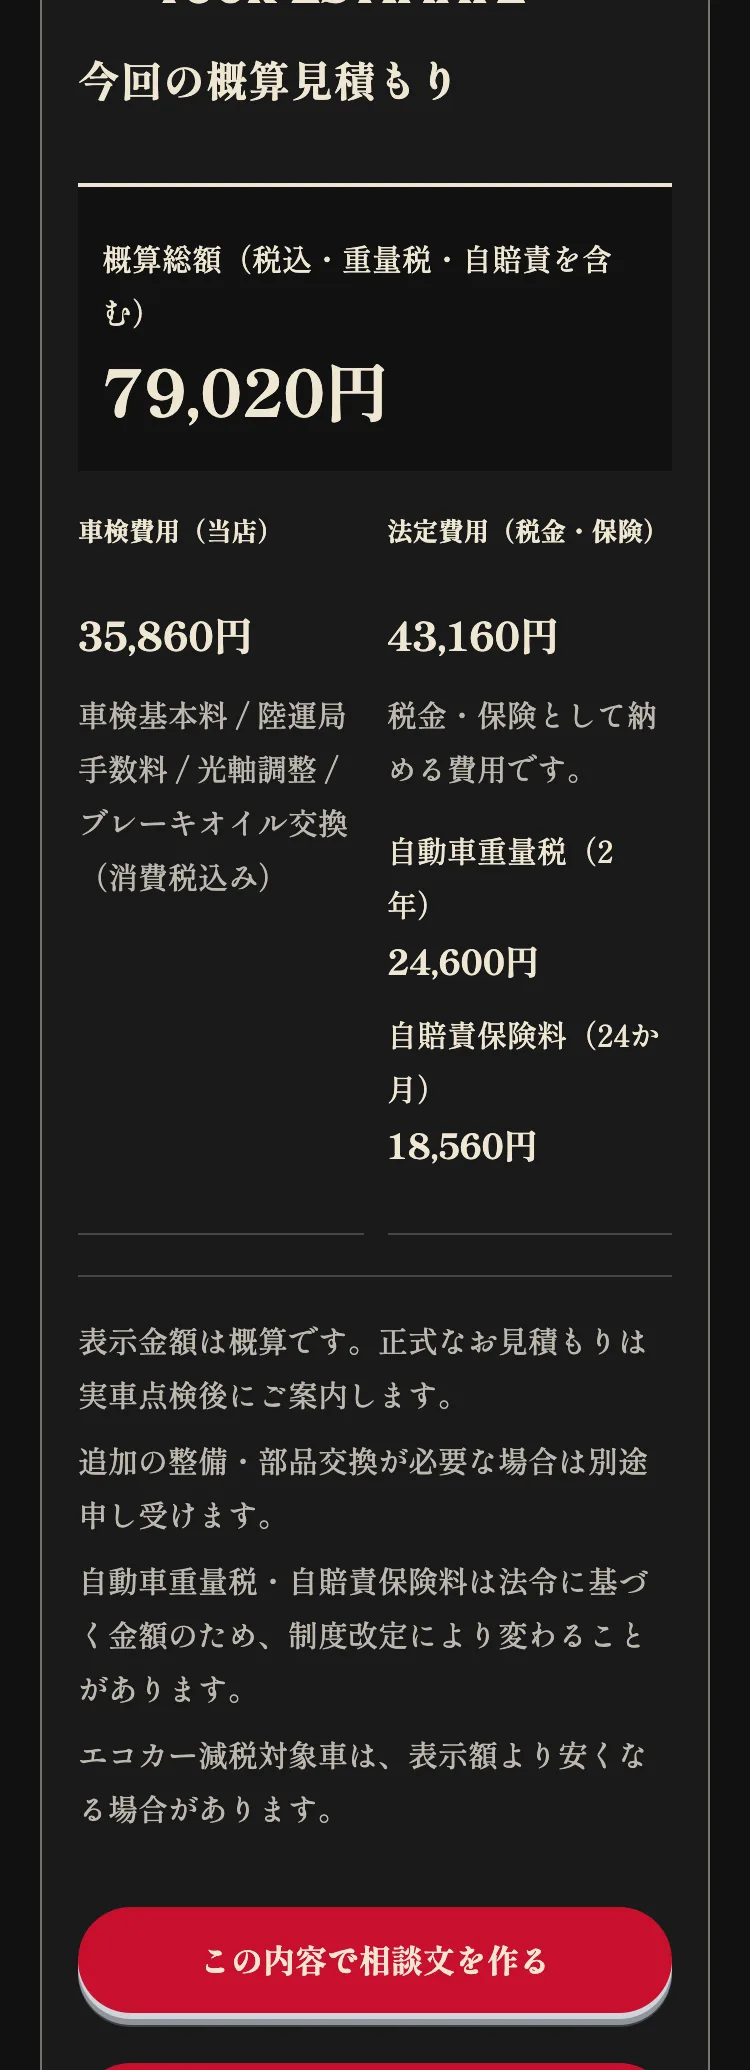 今回の概算見積もり
概算総額（税込・重量税・自賠責を含
む）
79,020円
車検費用（当店）
35,860円
車検基本料 / 陸運局
手数料 / 光軸調整 /
ブレーキオイル交換
（消費税込み）
法定費用（税金・保険）
43,160円
税金・保険として納
める費用です。
自動車重量税（2
年）
24,600円
自賠責保険料（24か
月）
18,560円
表示金額は概算です。正式なお見積もりは
実車点検後にご案内します。
追加の整備・部品交換が必要な場合は別途
申し受けます。
自動車重量税・自賠責保険料は法令に基づ
く金額のため、制度改定により変わること
があります。
エコカー減税対象車は、表示額より安くな
る場合があります。
この内容で相談文を作る